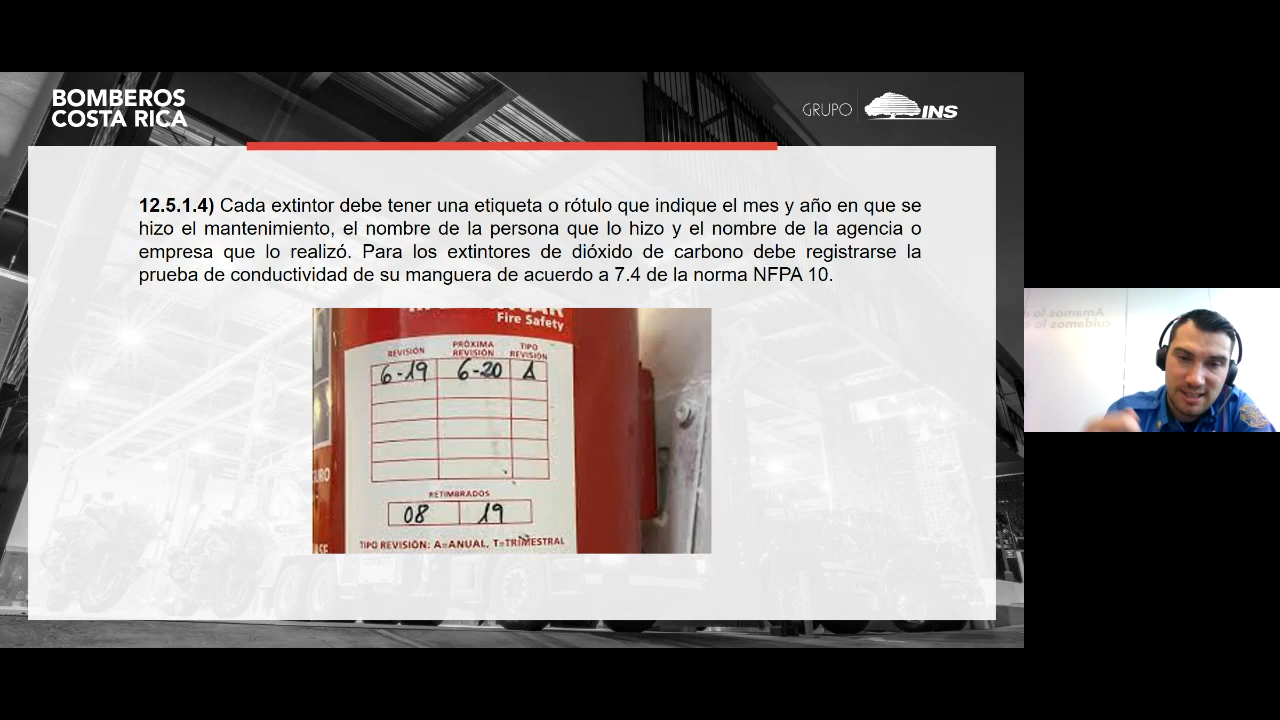 BOMBEROS
COSTA RICA
GRUPO INS
12.5.1.4) Cada extintor debe tener una etiqueta o rótulo que indique el mes y año en que se
hizo el mantenimiento, el nombre de la persona que lo hizo y el nombre de la agencia o
empresa que lo realizó. Para los extintores de dióxido de carbono debe registrarse la
prueba de conductividad de su manguera de acuerdo a 7.4 de la norma NFPA 10.
Fire Safety
REVISIÓN PRÓXIMA REVISIÓN TIPO REVISIÓN
6-19 6-20 A
RETIMBRADOS
08 19
TIPO REVISIÓN: A=ANUAL, T=TRIMESTRAL
Amamos lo
cuidamos lo